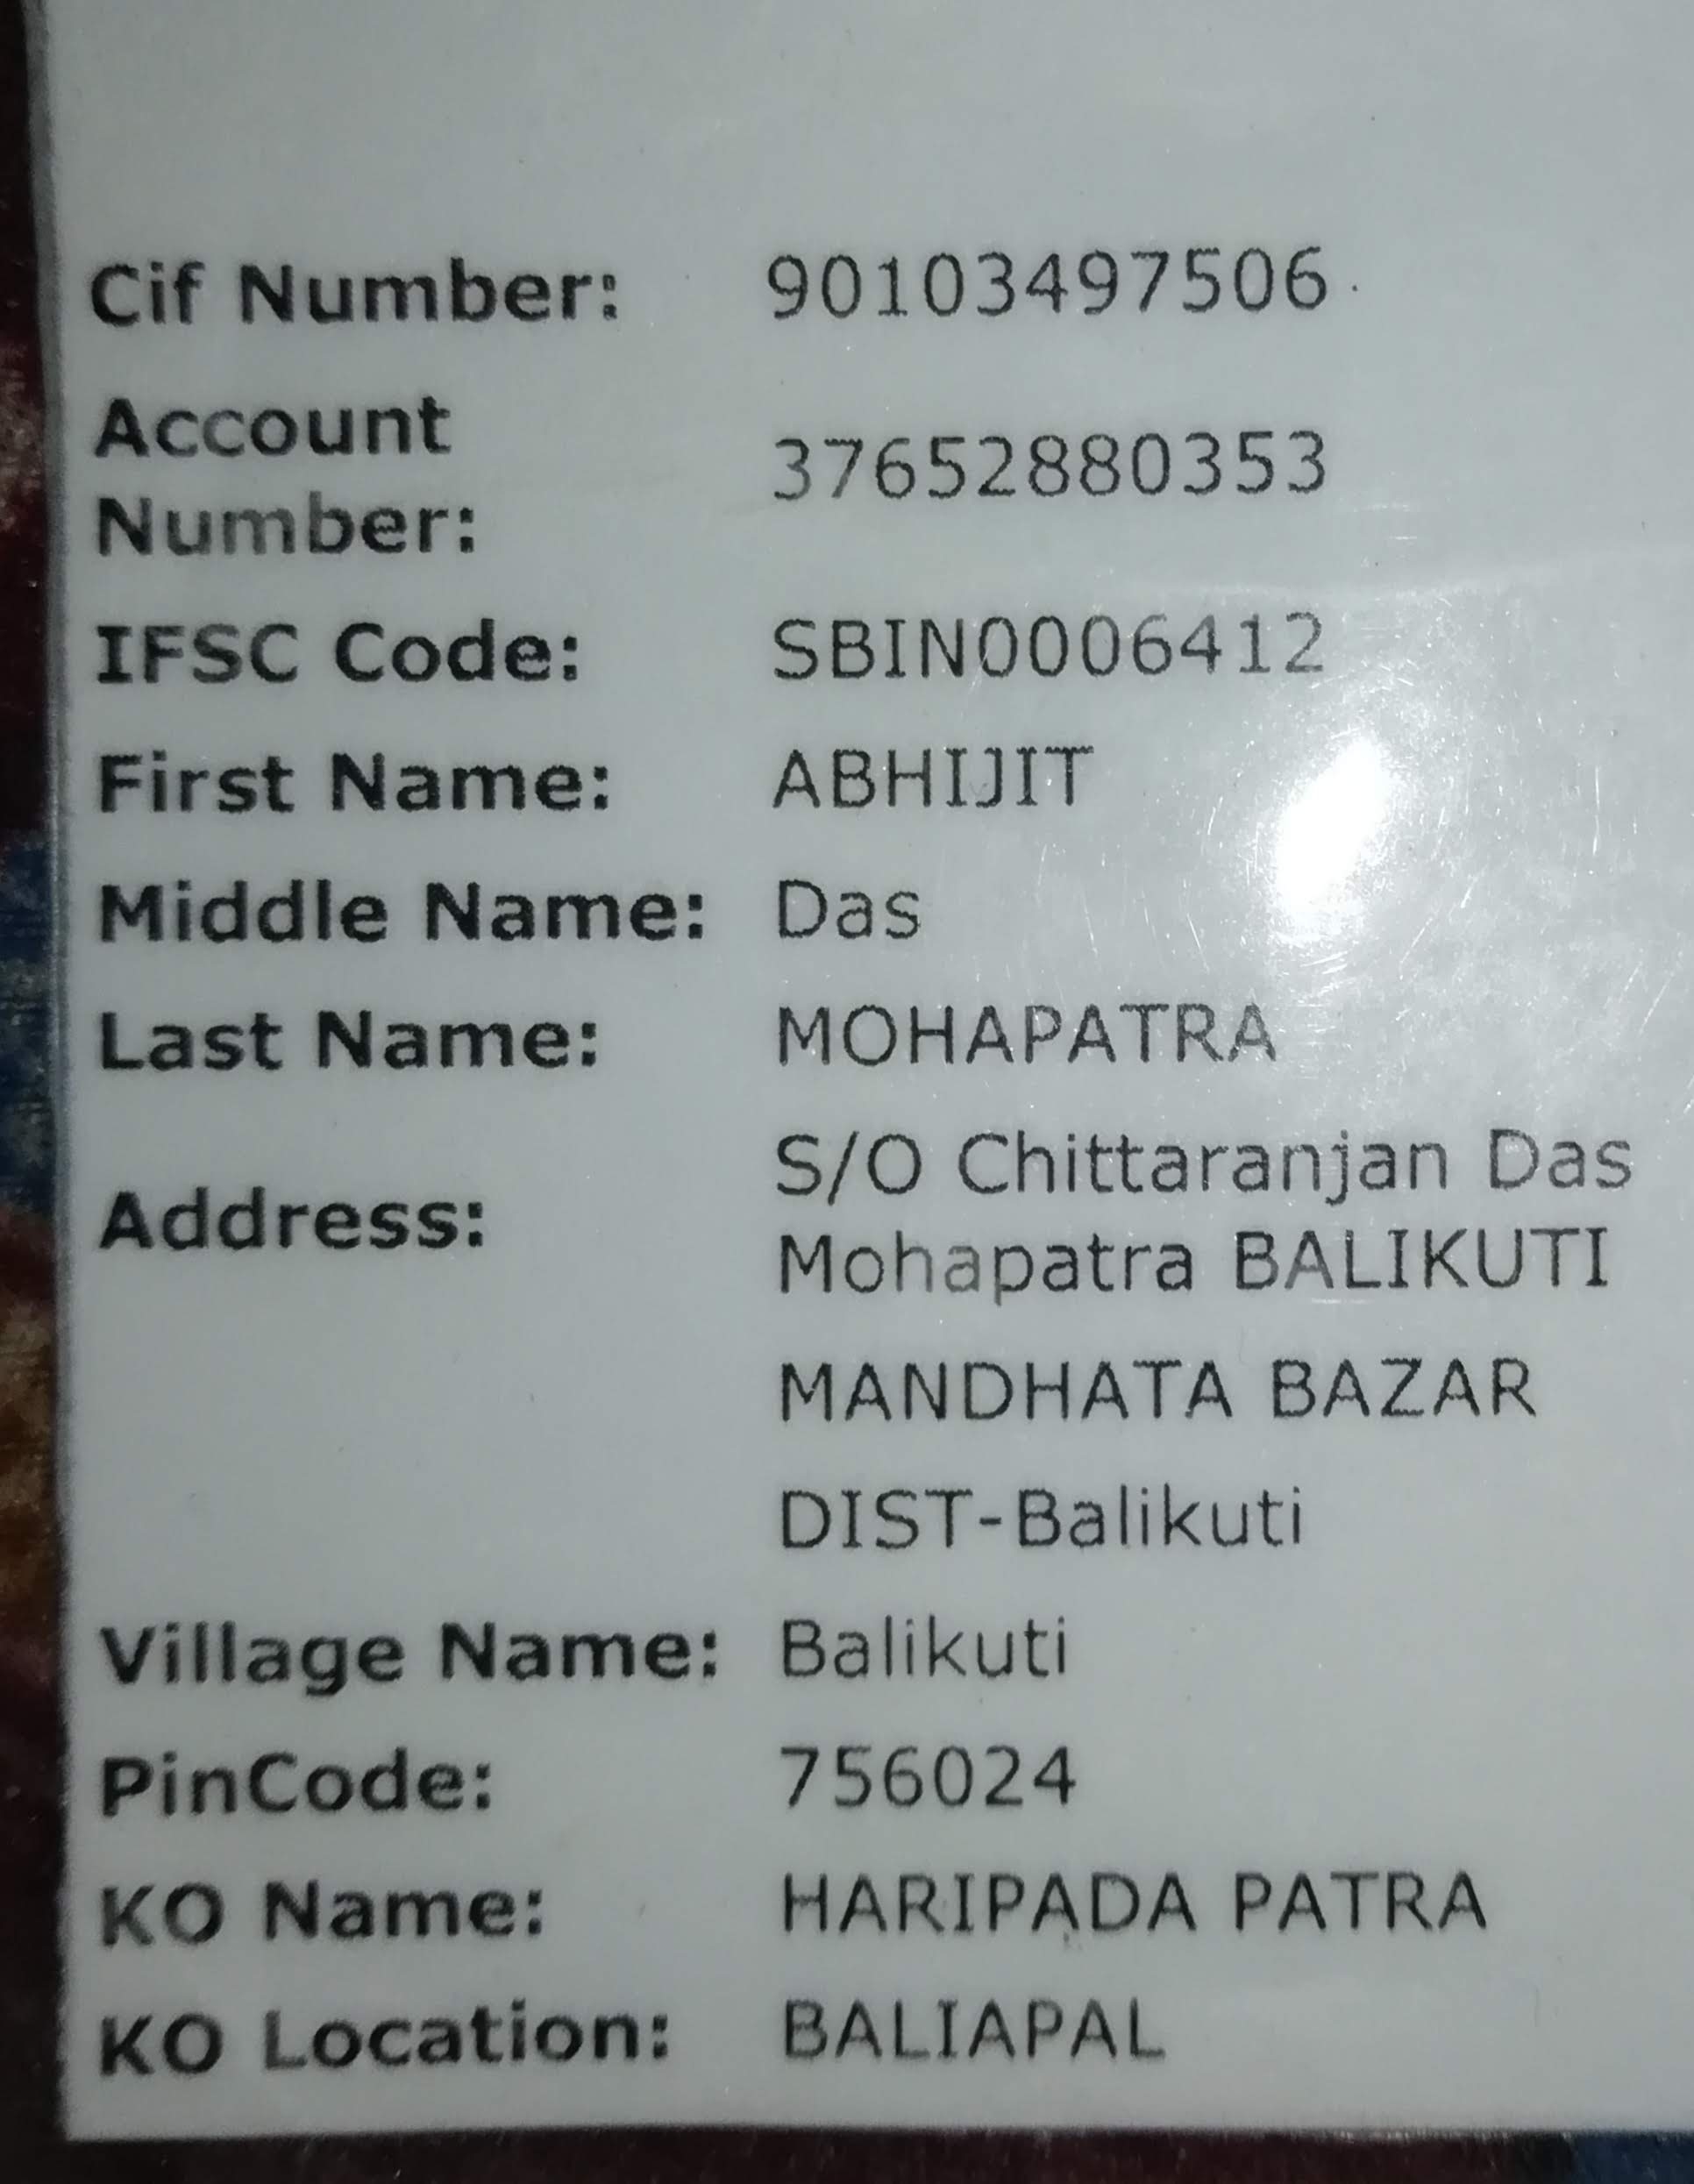 Cif Number: 90103497506
Account Number: 37652880353
IFSC Code: SBIN0006412
First Name: ABHIJIT
Middle Name: Das
Last Name: MOHAPATRA
Address: S/O Chittaranjan Das
Mohapatra BALIKUTI
MANDHATA BAZAR
DIST-Balikuti
Village Name: Balikuti
PinCode: 756024
KO Name: HARIPADA PATRA
KO Location: BALIAPAL